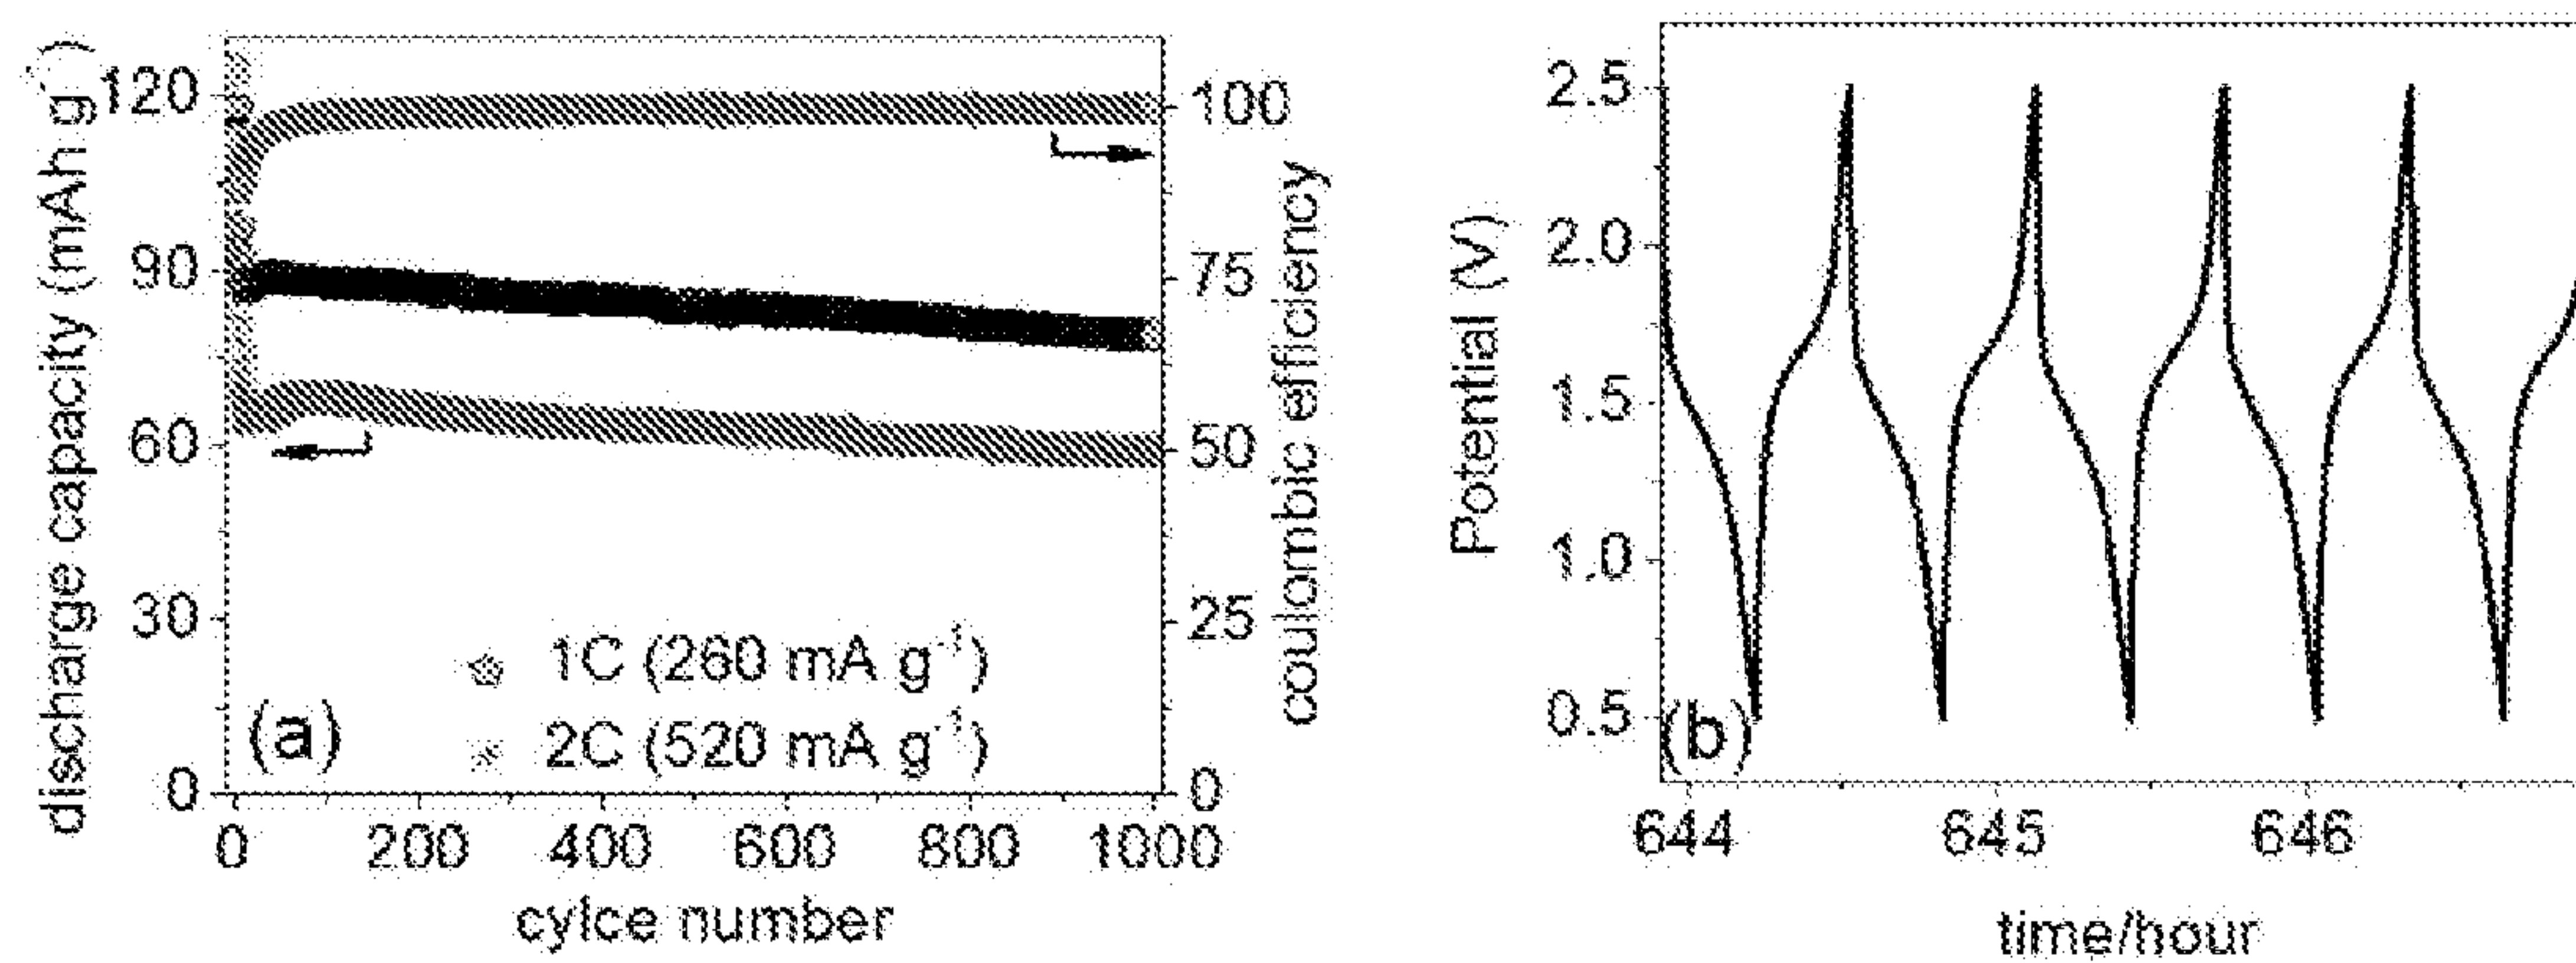 discharge capacity (mAh g⁻¹)
120
90
60
30
0
100
75
50
25
0
coulombic efficiency
1C (260 mA g⁻¹)
2C (520 mA g⁻¹)
(a)
0 200 400 600 800 1000
cylce number
Potential (V)
2.5
2.0
1.5
1.0
0.5
(b)
644 645 646
time/hour